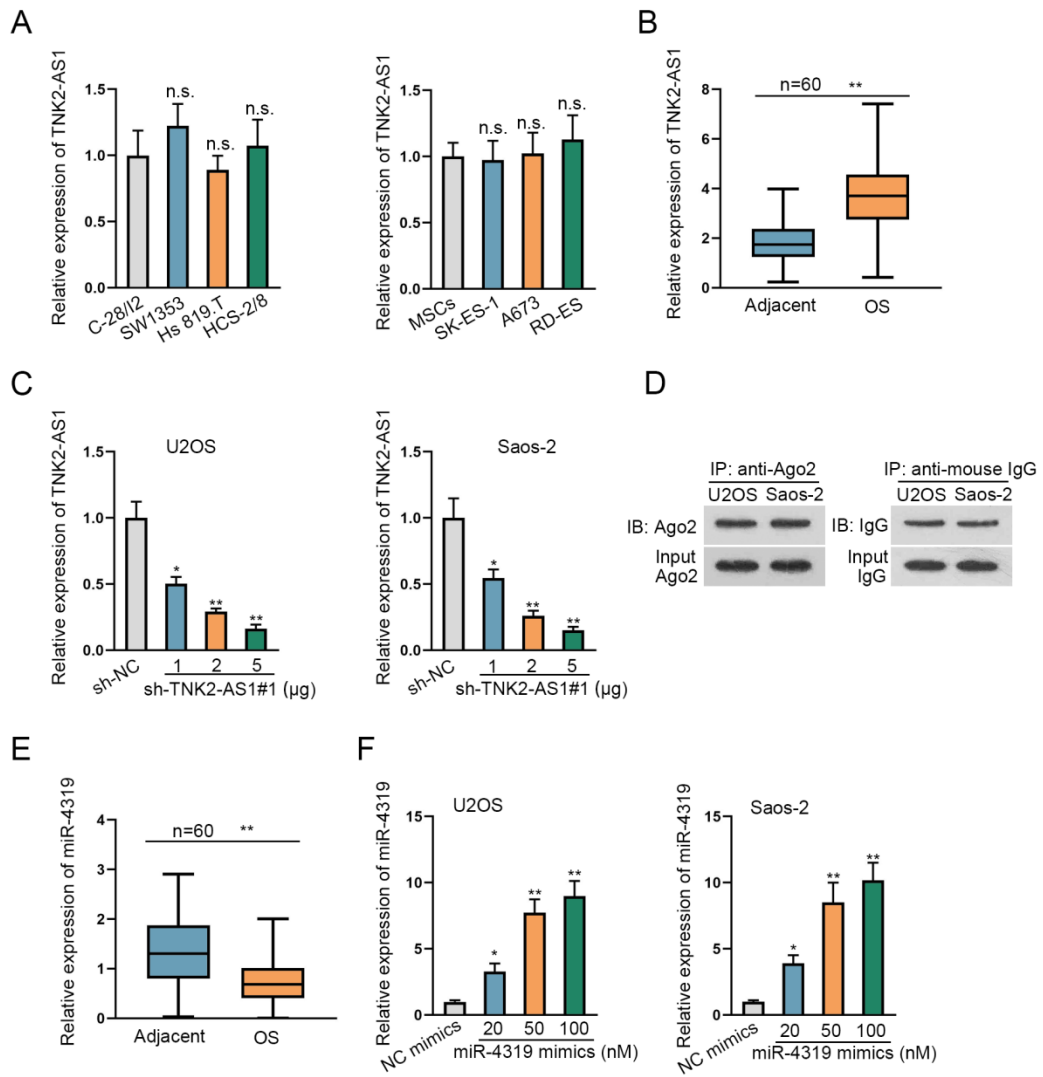 A
Relative expression of TNK2-AS1
1.5
1.0
0.5
0.0
n.s.
n.s.
n.s.
C-28/I2
SW1353
Hs 819.T
HCS-2/8
Relative expression of TNK2-AS1
1.5
1.0
0.5
0.0
n.s.
n.s.
n.s.
MSCs
SK-ES-1
A673
RD-ES
B
Relative expression of TNK2-AS1
8
6
4
2
0
n=60 **
Adjacent
OS
C
Relative expression of TNK2-AS1
1.5
1.0
0.5
0.0
U2OS
*
**
**
sh-NC
1 2 5
sh-TNK2-AS1#1 (μg)
Relative expression of TNK2-AS1
1.5
1.0
0.5
0.0
Saos-2
*
**
**
sh-NC
1 2 5
sh-TNK2-AS1#1 (μg)
D
IP: anti-Ago2
U2OS Saos-2
IB: Ago2
Input
Ago2
IP: anti-mouse IgG
U2OS Saos-2
IB: IgG
Input
IgG
E
Relative expression of miR-4319
4
3
2
1
0
n=60 **
Adjacent
OS
F
Relative expression of miR-4319
15
10
5
0
U2OS
*
**
**
NC mimics
20 50 100
miR-4319 mimics (nM)
Relative expression of miR-4319
15
10
5
0
Saos-2
*
**
**
NC mimics
20 50 100
miR-4319 mimics (nM)